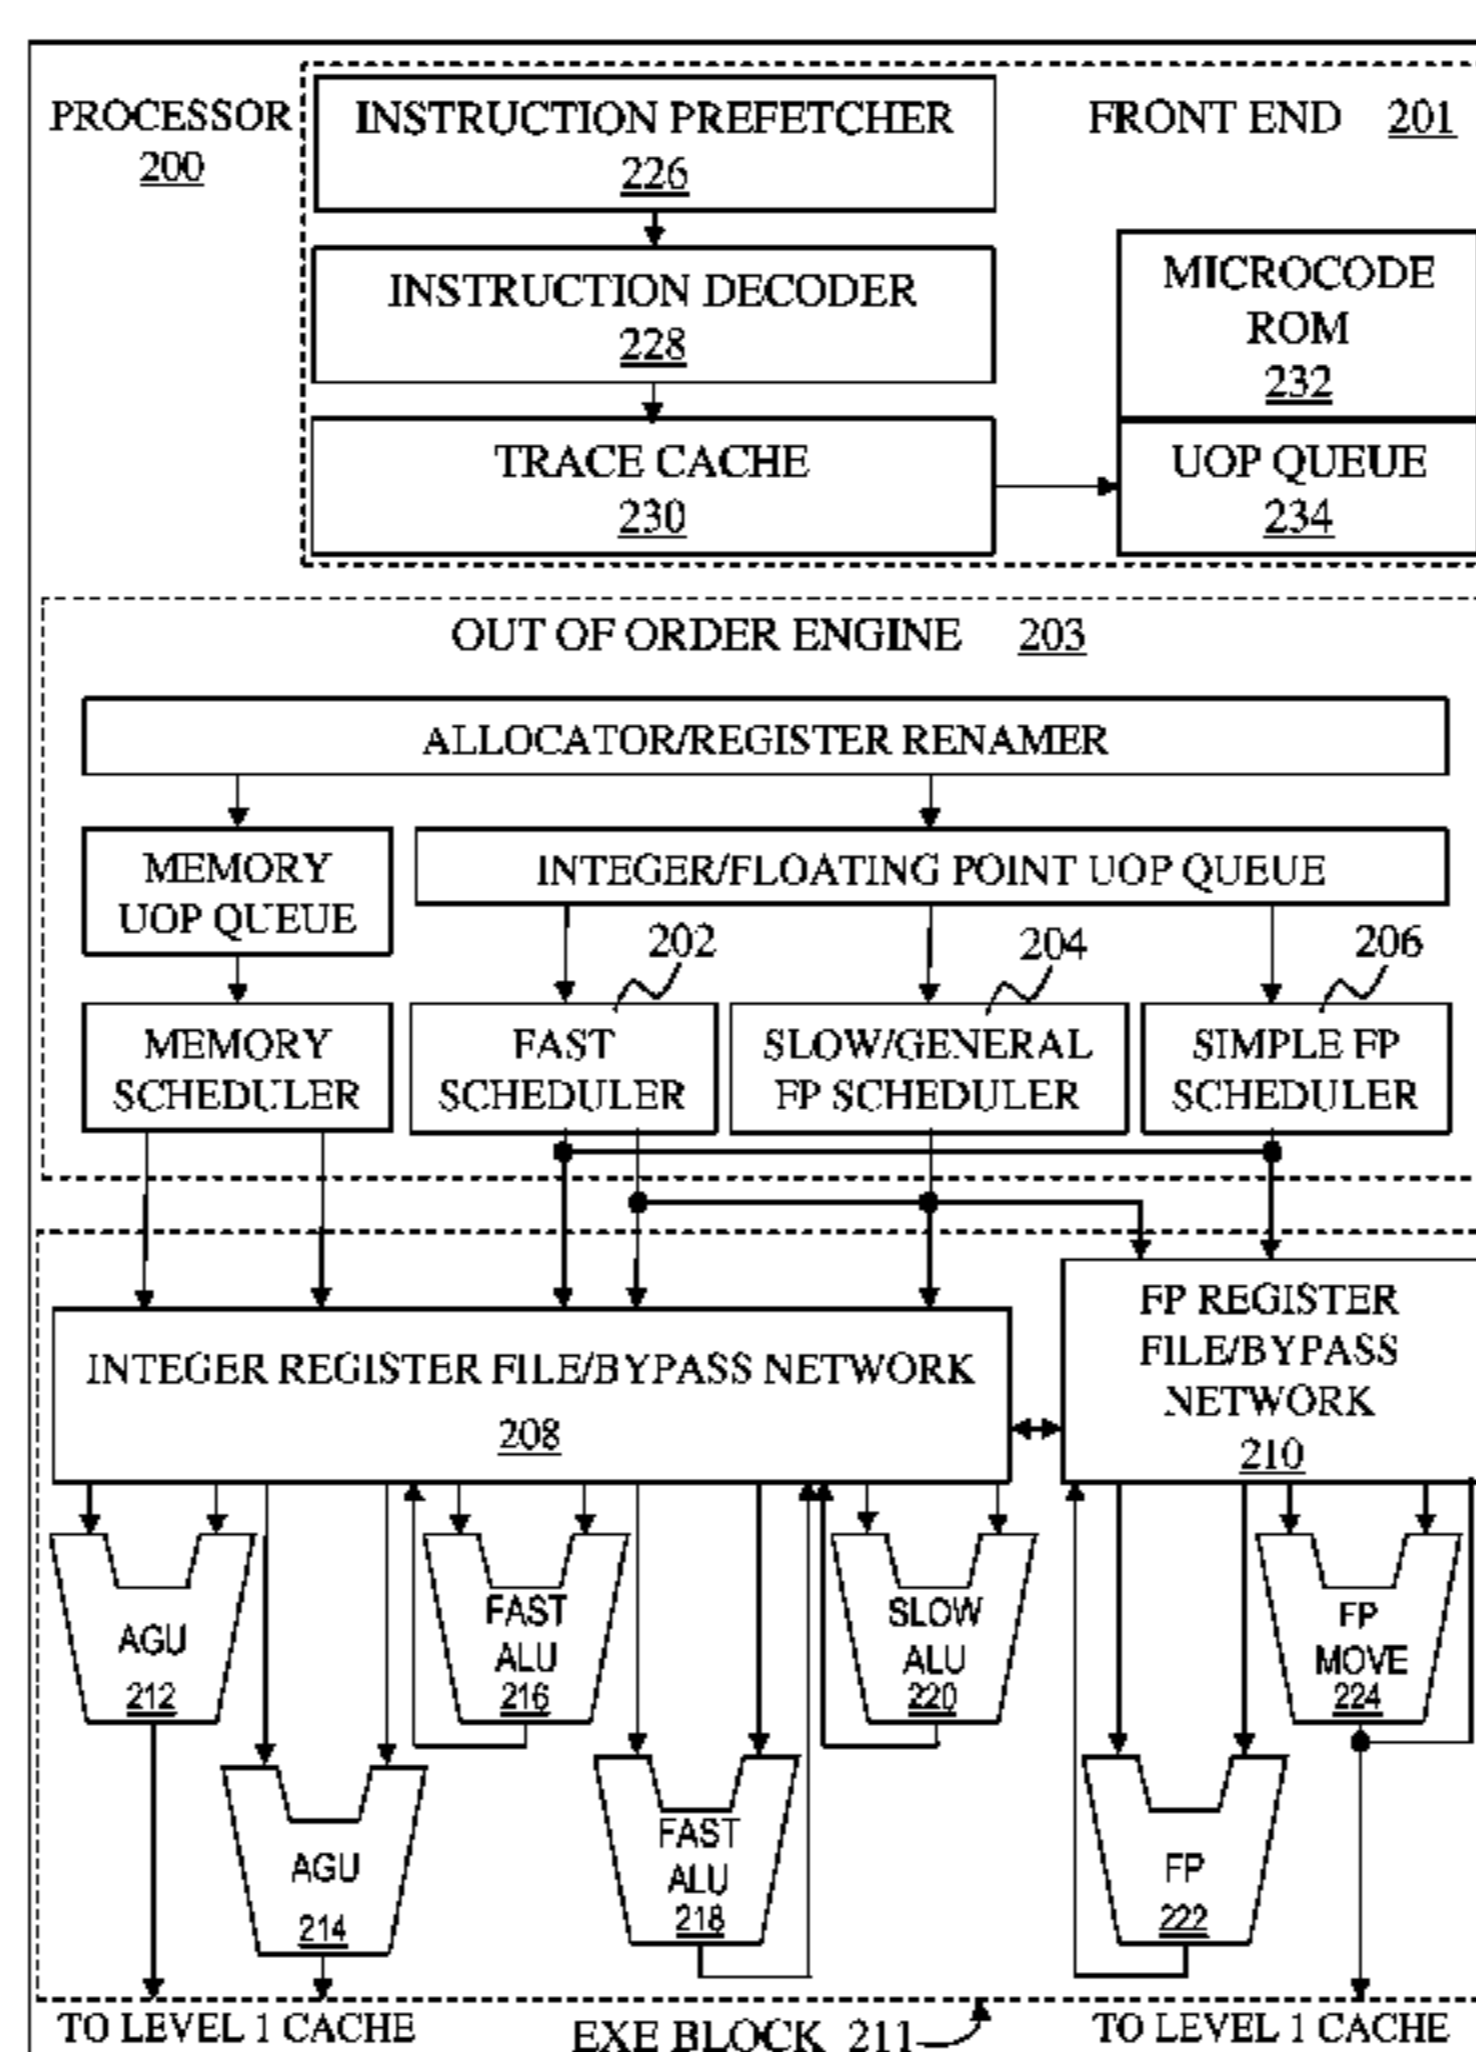 PROCESSOR
200
INSTRUCTION PREFETCHER
226
FRONT END 201
INSTRUCTION DECODER
228
MICROCODE
ROM
232
TRACE CACHE
230
UOP QUEUE
234
OUT OF ORDER ENGINE 203
ALLOCATOR/REGISTER RENAMER
MEMORY
UOP QUEUE
INTEGER/FLOATING POINT UOP QUEUE
202
204
206
MEMORY
SCHEDULER
FAST
SCHEDULER
SLOW/GENERAL
FP SCHEDULER
SIMPLE FP
SCHEDULER
INTEGER REGISTER FILE/BYPASS NETWORK
208
FP REGISTER
FILE/BYPASS
NETWORK
210
AGU
212
FAST
ALU
216
SLOW
ALU
220
FP
MOVE
224
AGU
214
FAST
ALU
218
FP
222
TO LEVEL 1 CACHE
EXE BLOCK 211
TO LEVEL 1 CACHE